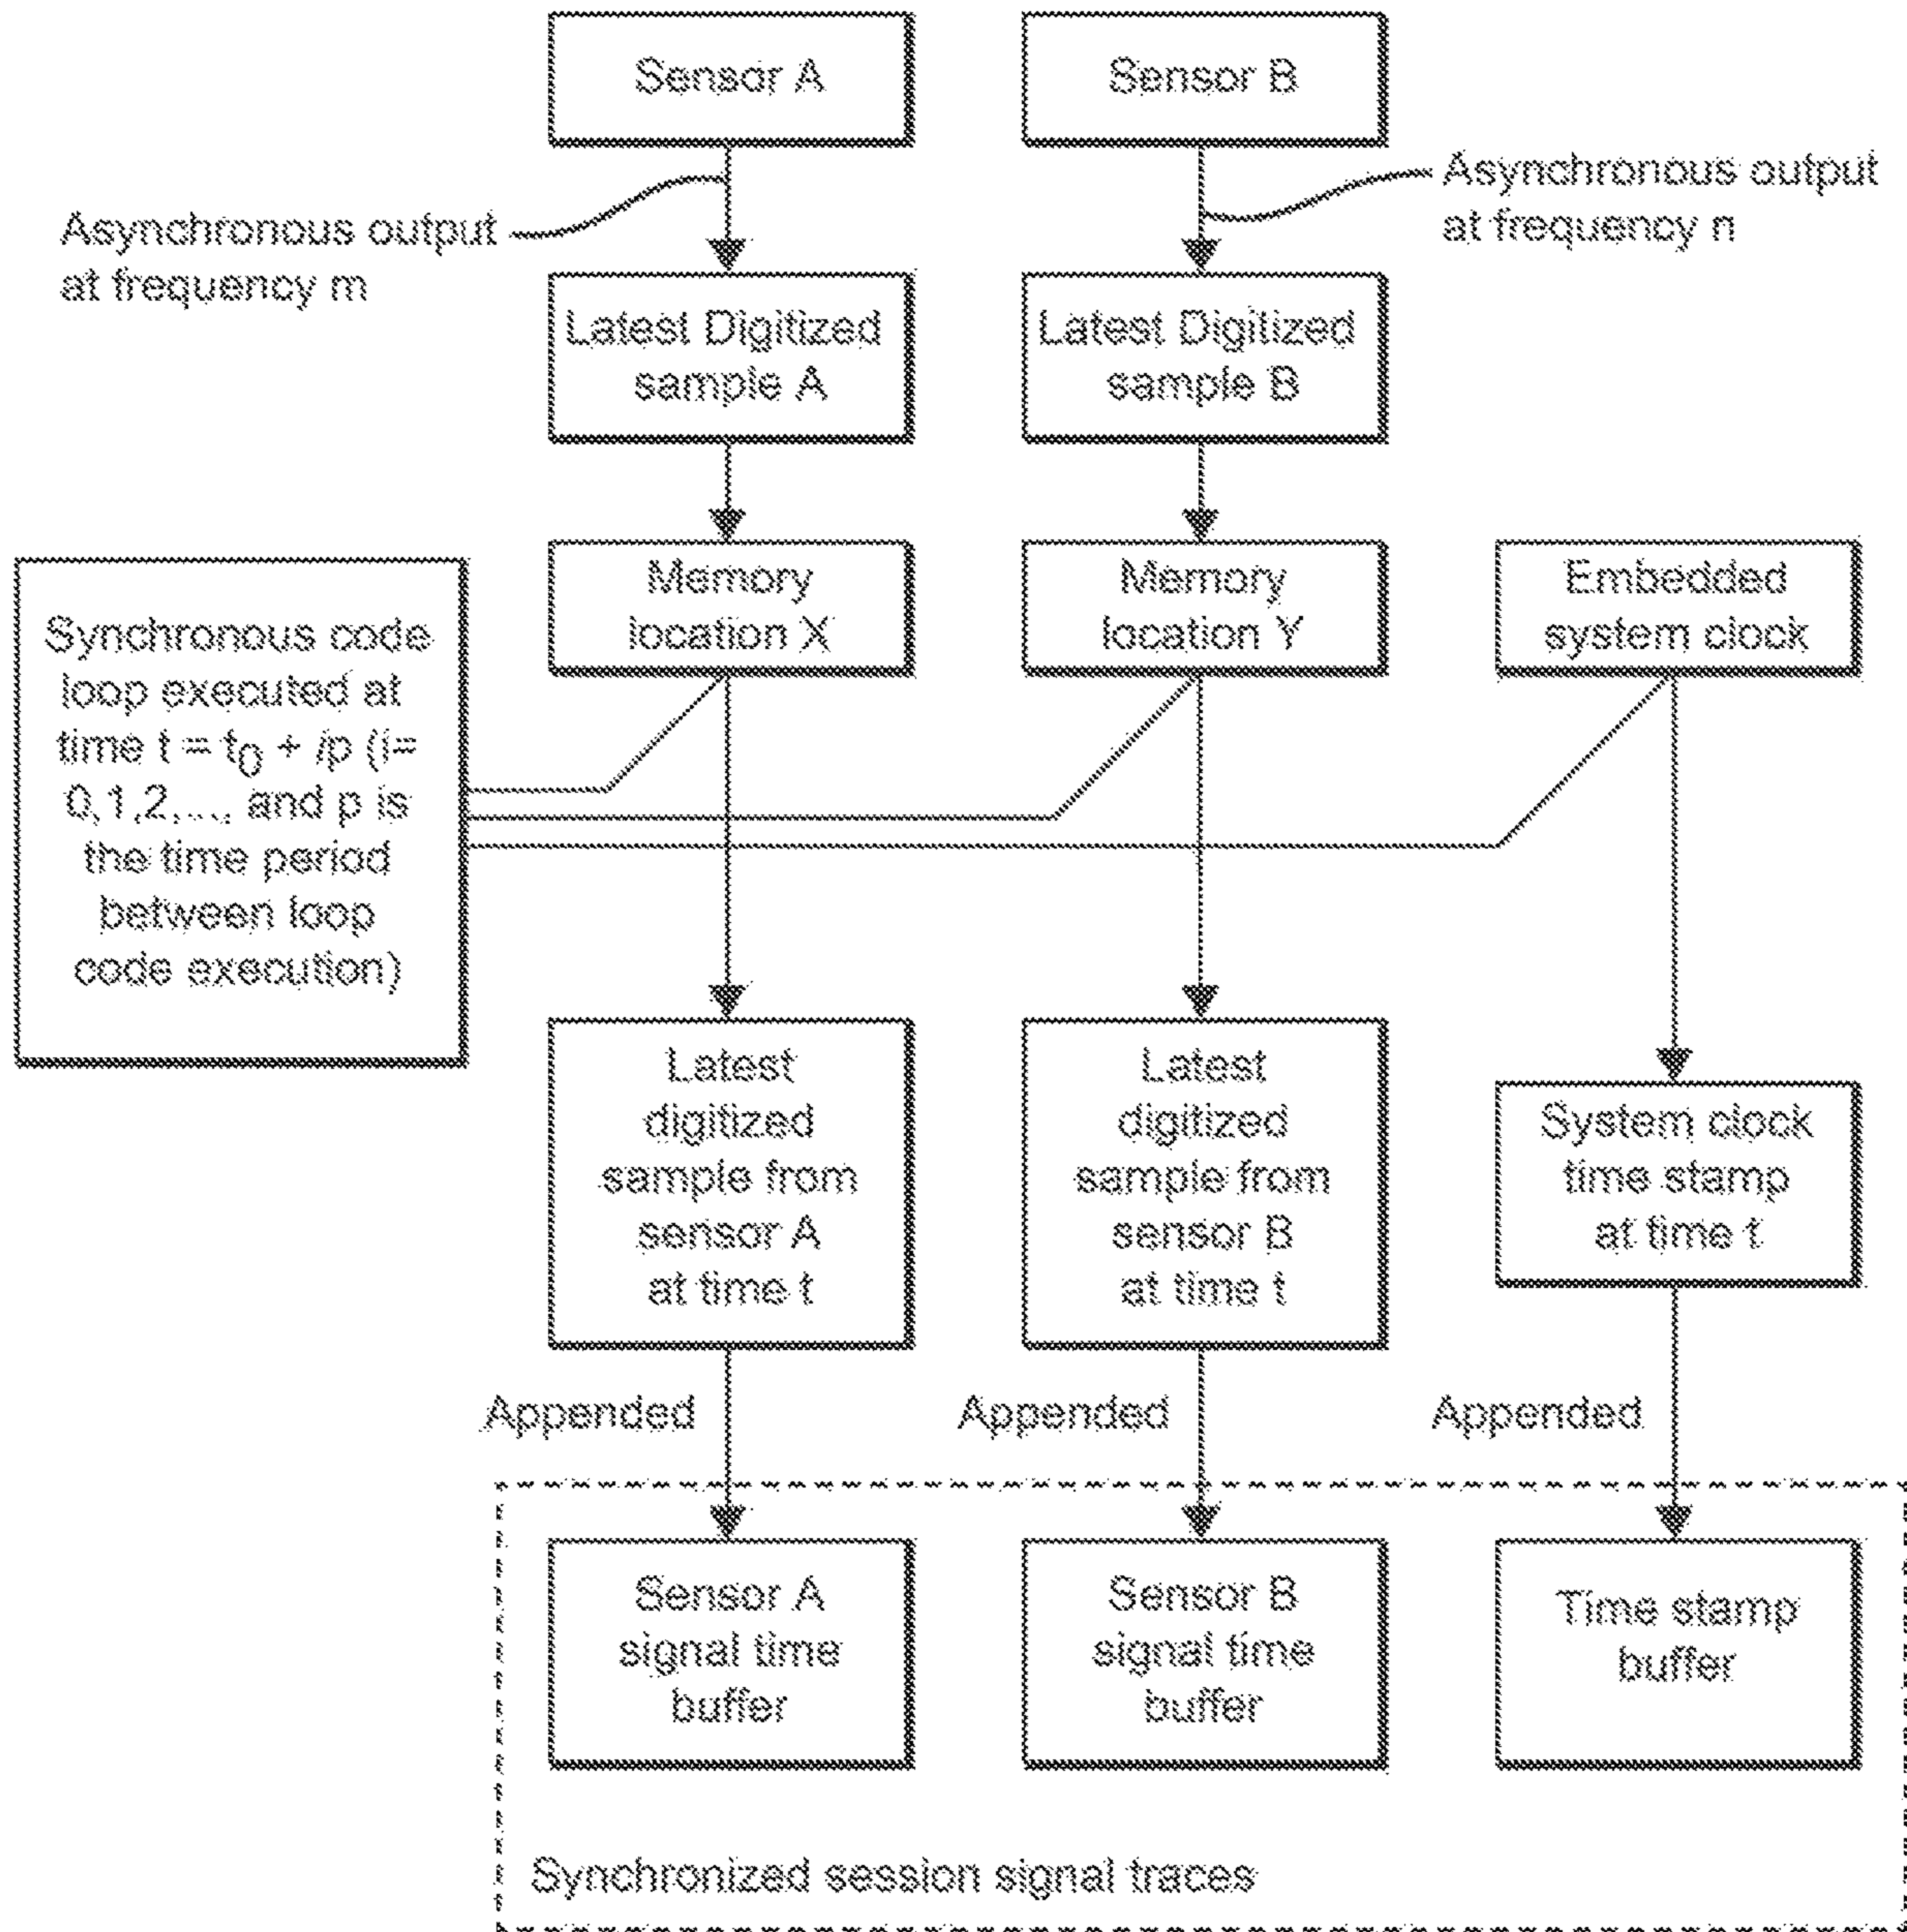 Sensor A
Sensor B
Asynchronous output
at frequency m
Asynchronous output
at frequency n
Latest Digitized
sample A
Latest Digitized
sample B
Synchronous code
loop executed at
time t = t0 + ip (i=
0,1,2,..., and p is
the time period
between loop
code execution)
Memory
location X
Memory
location Y
Embedded
system clock
Latest
digitized
sample from
sensor A
at time t
Latest
digitized
sample from
sensor B
at time t
System clock
time stamp
at time t
Appended
Appended
Appended
Sensor A
signal time
buffer
Sensor B
signal time
buffer
Time stamp
buffer
Synchronized session signal traces